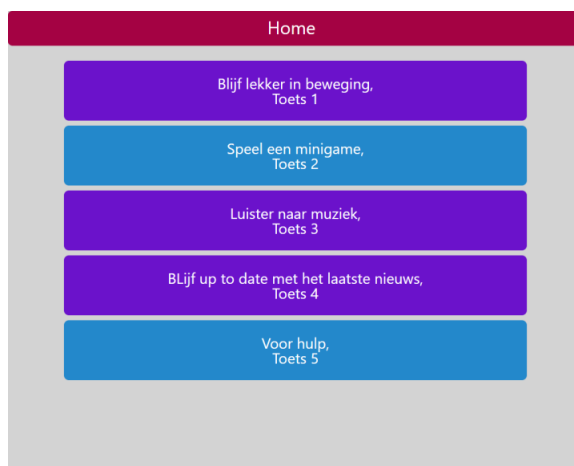 Home
Blijf lekker in beweging,
Toets 1
Speel een minigame,
Toets 2
Luister naar muziek,
Toets 3
BLijf up to date met het laatste nieuws,
Toets 4
Voor hulp,
Toets 5